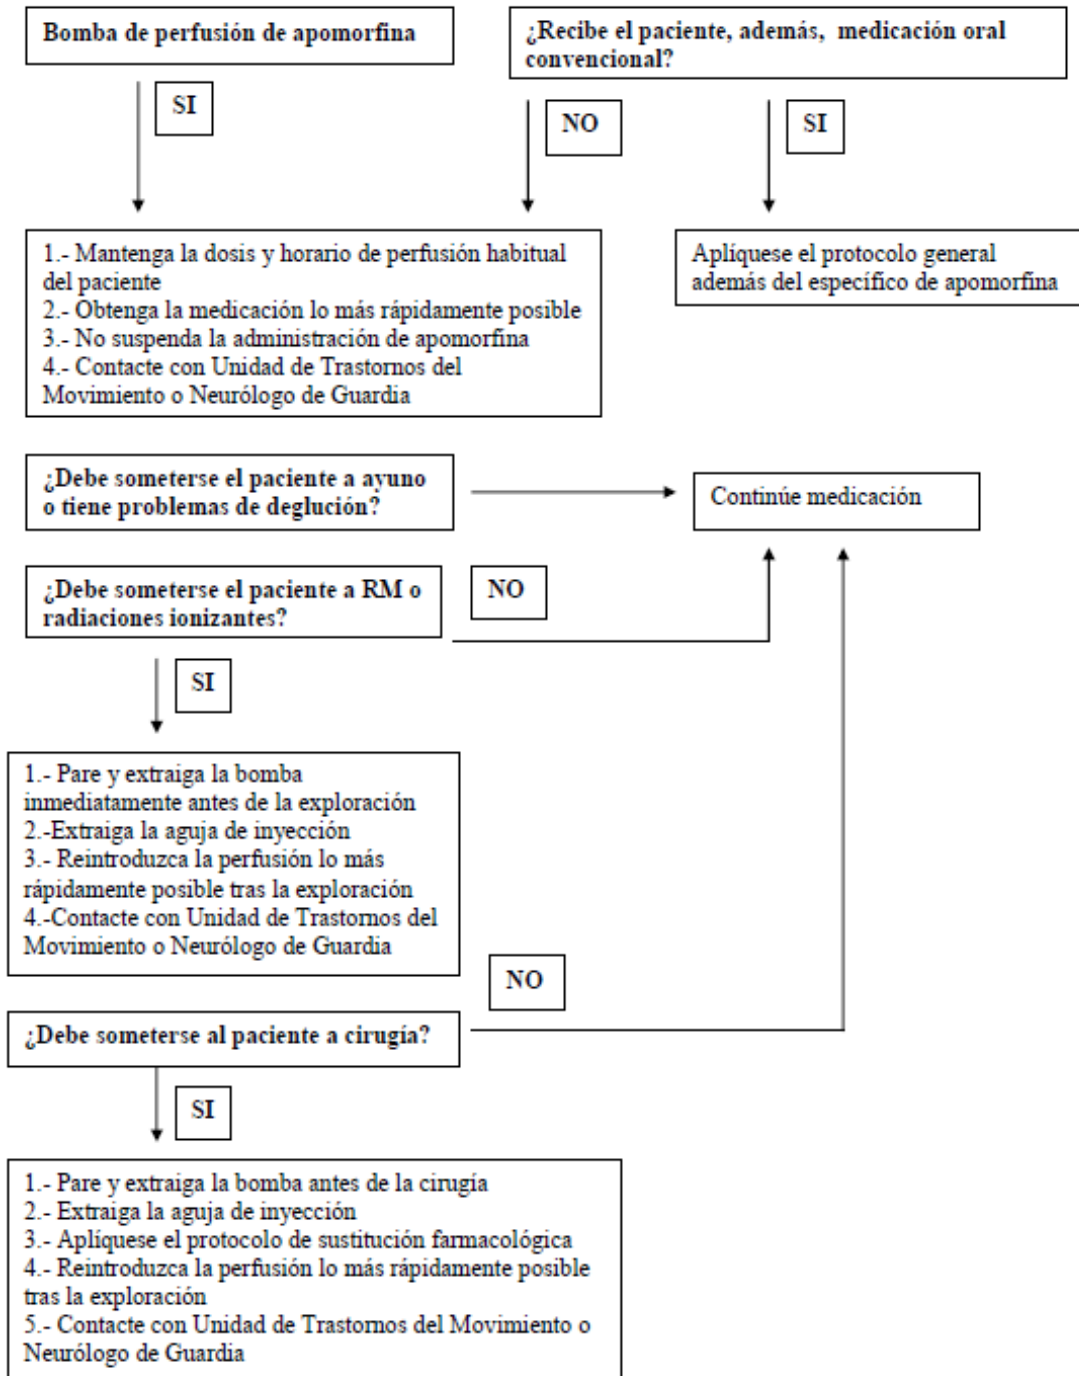 Bomba de perfusión de apomorfina
¿Recibe el paciente, además, medicación oral
convencional?
SI
NO
SI
1.- Mantenga la dosis y horario de perfusión habitual
del paciente
2.- Obtenga la medicación lo más rápidamente posible
3.- No suspenda la administración de apomorfina
4.- Contacte con Unidad de Trastornos del
Movimiento o Neurólogo de Guardia
Aplíquese el protocolo general
además del específico de apomorfina
¿Debe someterse el paciente a ayuno
o tiene problemas de deglución?
Continúe medicación
¿Debe someterse el paciente a RM o
radiaciones ionizantes?
NO
SI
1.- Pare y extraiga la bomba
inmediatamente antes de la exploración
2.-Extraiga la aguja de inyección
3.- Reintroduzca la perfusión lo más
rápidamente posible tras la exploración
4.-Contacte con Unidad de Trastornos del
Movimiento o Neurólogo de Guardia
NO
¿Debe someterse al paciente a cirugía?
SI
1.- Pare y extraiga la bomba antes de la cirugía
2.- Extraiga la aguja de inyección
3.- Aplíquese el protocolo de sustitución farmacológica
4.- Reintroduzca la perfusión lo más rápidamente posible
tras la exploración
5.- Contacte con Unidad de Trastornos del Movimiento o
Neurólogo de Guardia